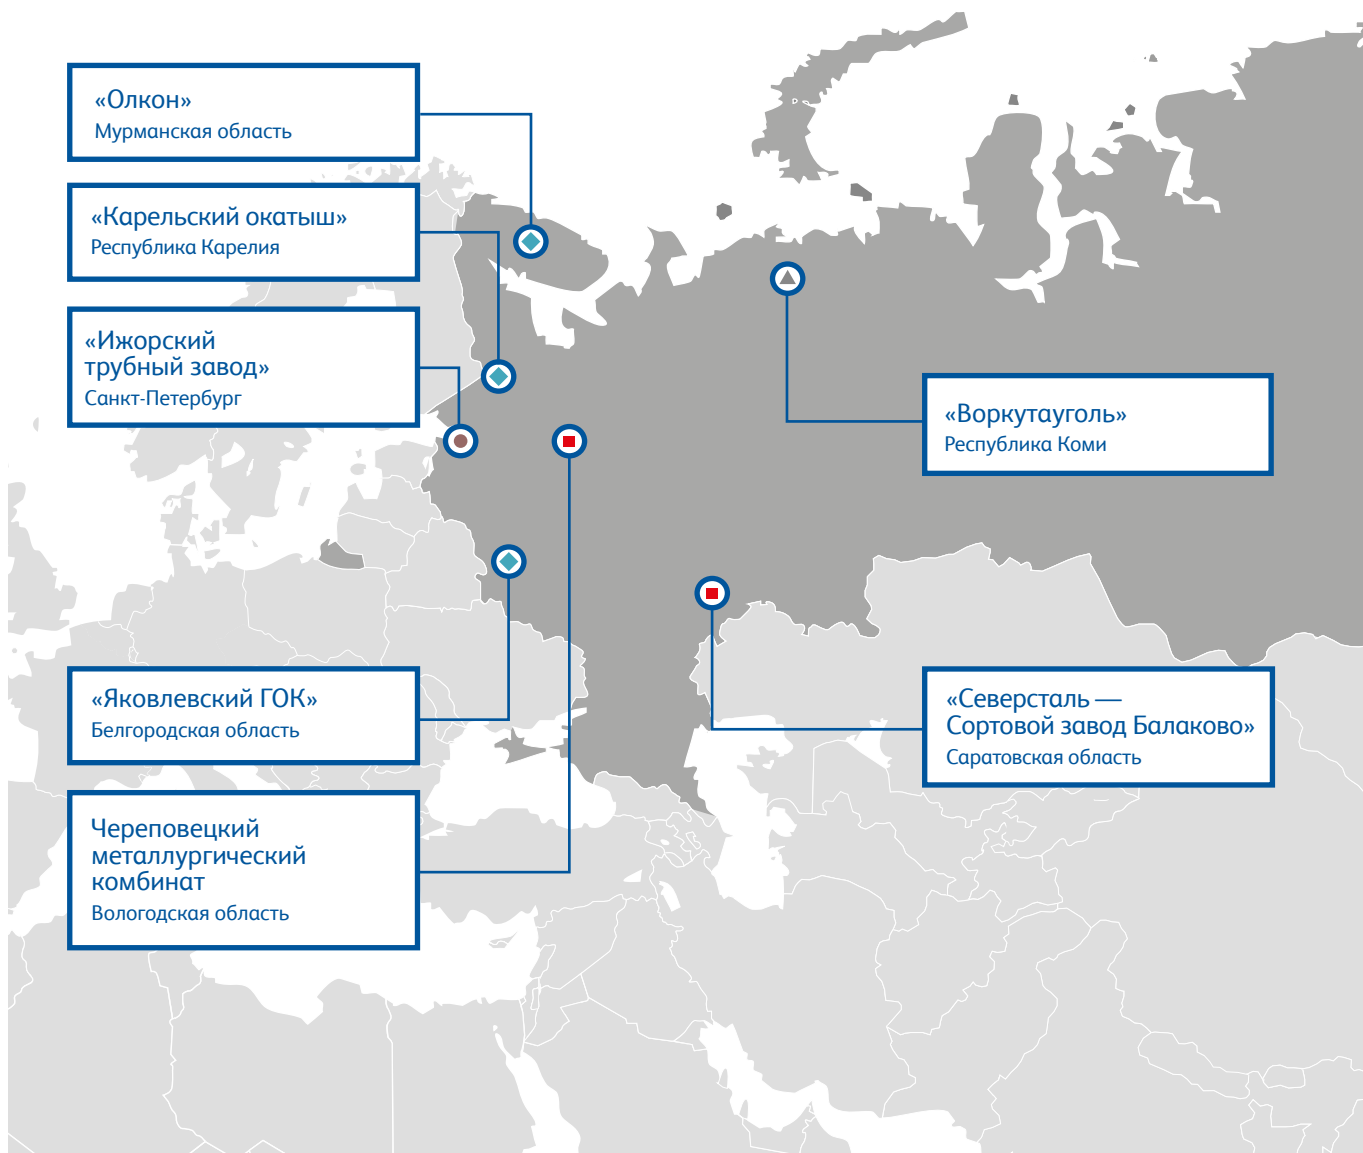 «Олкон»
Мурманская область
«Карельский окатыш»
Республика Карелия
«Ижорский
трубный завод»
Санкт-Петербург
«Воркутауголь»
Республика Коми
«Яковлевский ГОК»
Белгородская область
«Северсталь —
Сортовой завод Балаково»
Саратовская область
Череповецкий
металлургический
комбинат
Вологодская область